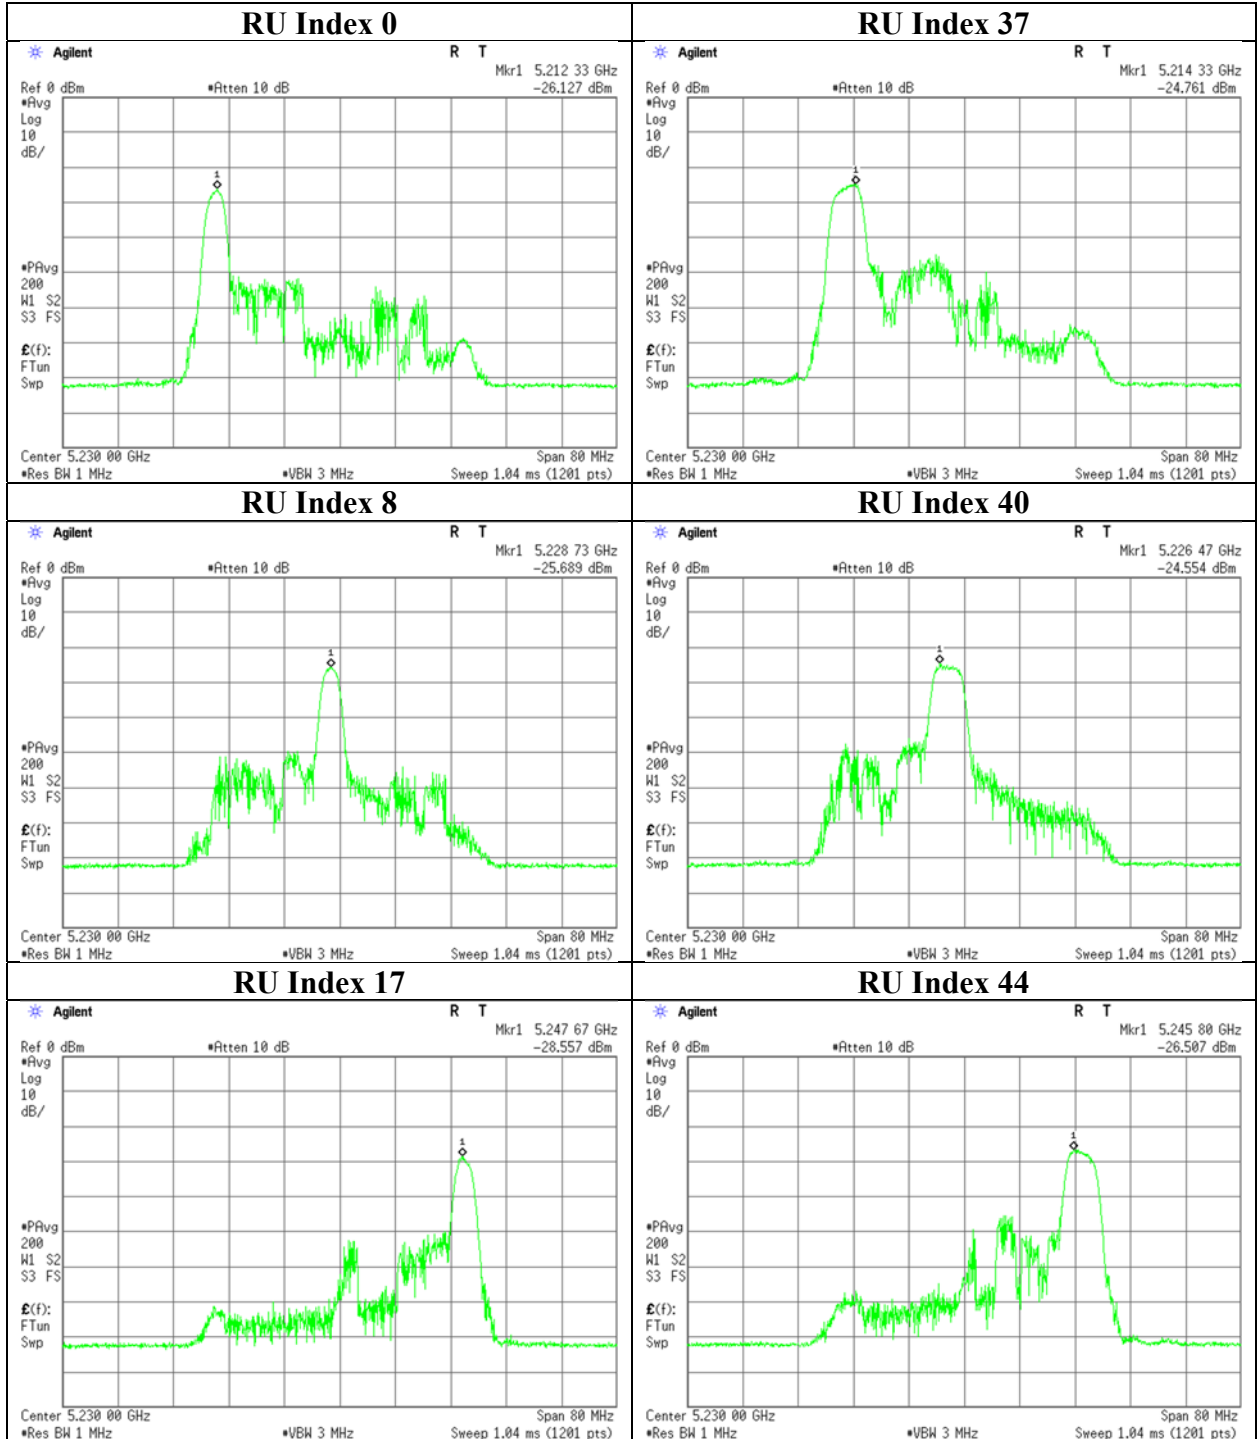 RU Index 0
Agilent
R T
Mkr1 5.212 33 GHz
Ref 0 dBm
#Atten 10 dB
-26.127 dBm
#Avg
Log
10
dB/
1
#PAvg
200
W1 S2
S3 FS
£(f):
FTun
Swp
Center 5.230 00 GHz
Span 80 MHz
#Res BW 1 MHz
#VBW 3 MHz
Sweep 1.04 ms (1201 pts)
RU Index 37
Agilent
R T
Mkr1 5.214 33 GHz
Ref 0 dBm
#Atten 10 dB
-24.761 dBm
#Avg
Log
10
dB/
1
#PAvg
200
W1 S2
S3 FS
£(f):
FTun
Swp
Center 5.230 00 GHz
Span 80 MHz
#Res BW 1 MHz
#VBW 3 MHz
Sweep 1.04 ms (1201 pts)
RU Index 8
Agilent
R T
Mkr1 5.228 73 GHz
Ref 0 dBm
#Atten 10 dB
-25.689 dBm
#Avg
Log
10
dB/
1
#PAvg
200
W1 S2
S3 FS
£(f):
FTun
Swp
Center 5.230 00 GHz
Span 80 MHz
#Res BW 1 MHz
#VBW 3 MHz
Sweep 1.04 ms (1201 pts)
RU Index 40
Agilent
R T
Mkr1 5.226 47 GHz
Ref 0 dBm
#Atten 10 dB
-24.554 dBm
#Avg
Log
10
dB/
1
#PAvg
200
W1 S2
S3 FS
£(f):
FTun
Swp
Center 5.230 00 GHz
Span 80 MHz
#Res BW 1 MHz
#VBW 3 MHz
Sweep 1.04 ms (1201 pts)
RU Index 17
Agilent
R T
Mkr1 5.247 67 GHz
Ref 0 dBm
#Atten 10 dB
-28.557 dBm
#Avg
Log
10
dB/
1
#PAvg
200
W1 S2
S3 FS
£(f):
FTun
Swp
Center 5.230 00 GHz
Span 80 MHz
#Res BW 1 MHz
#VBW 3 MHz
Sweep 1.04 ms (1201 pts)
RU Index 44
Agilent
R T
Mkr1 5.245 80 GHz
Ref 0 dBm
#Atten 10 dB
-26.507 dBm
#Avg
Log
10
dB/
1
#PAvg
200
W1 S2
S3 FS
£(f):
FTun
Swp
Center 5.230 00 GHz
Span 80 MHz
#Res BW 1 MHz
#VBW 3 MHz
Sweep 1.04 ms (1201 pts)